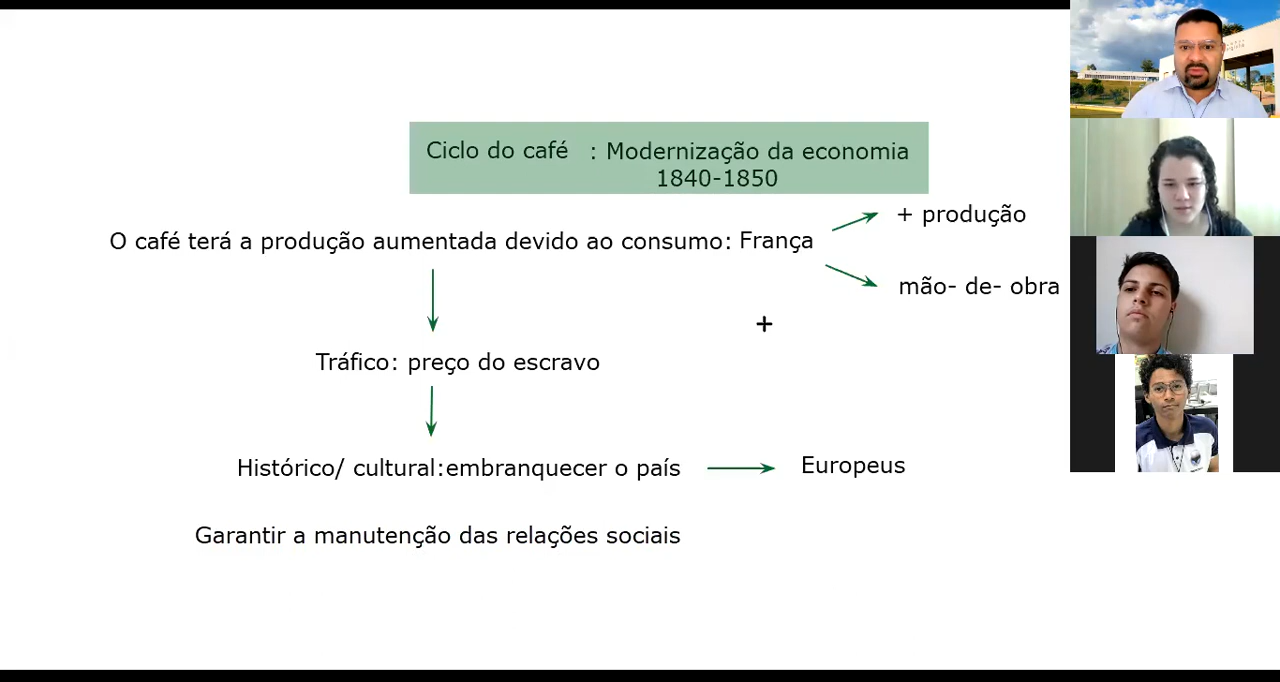 Ciclo do café : Modernização da economia
1840-1850
O café terá a produção aumentada devido ao consumo: França
+ produção
mão- de- obra
+
Tráfico: preço do escravo
Histórico/ cultural:embranquecer o país
Europeus
Garantir a manutenção das relações sociais